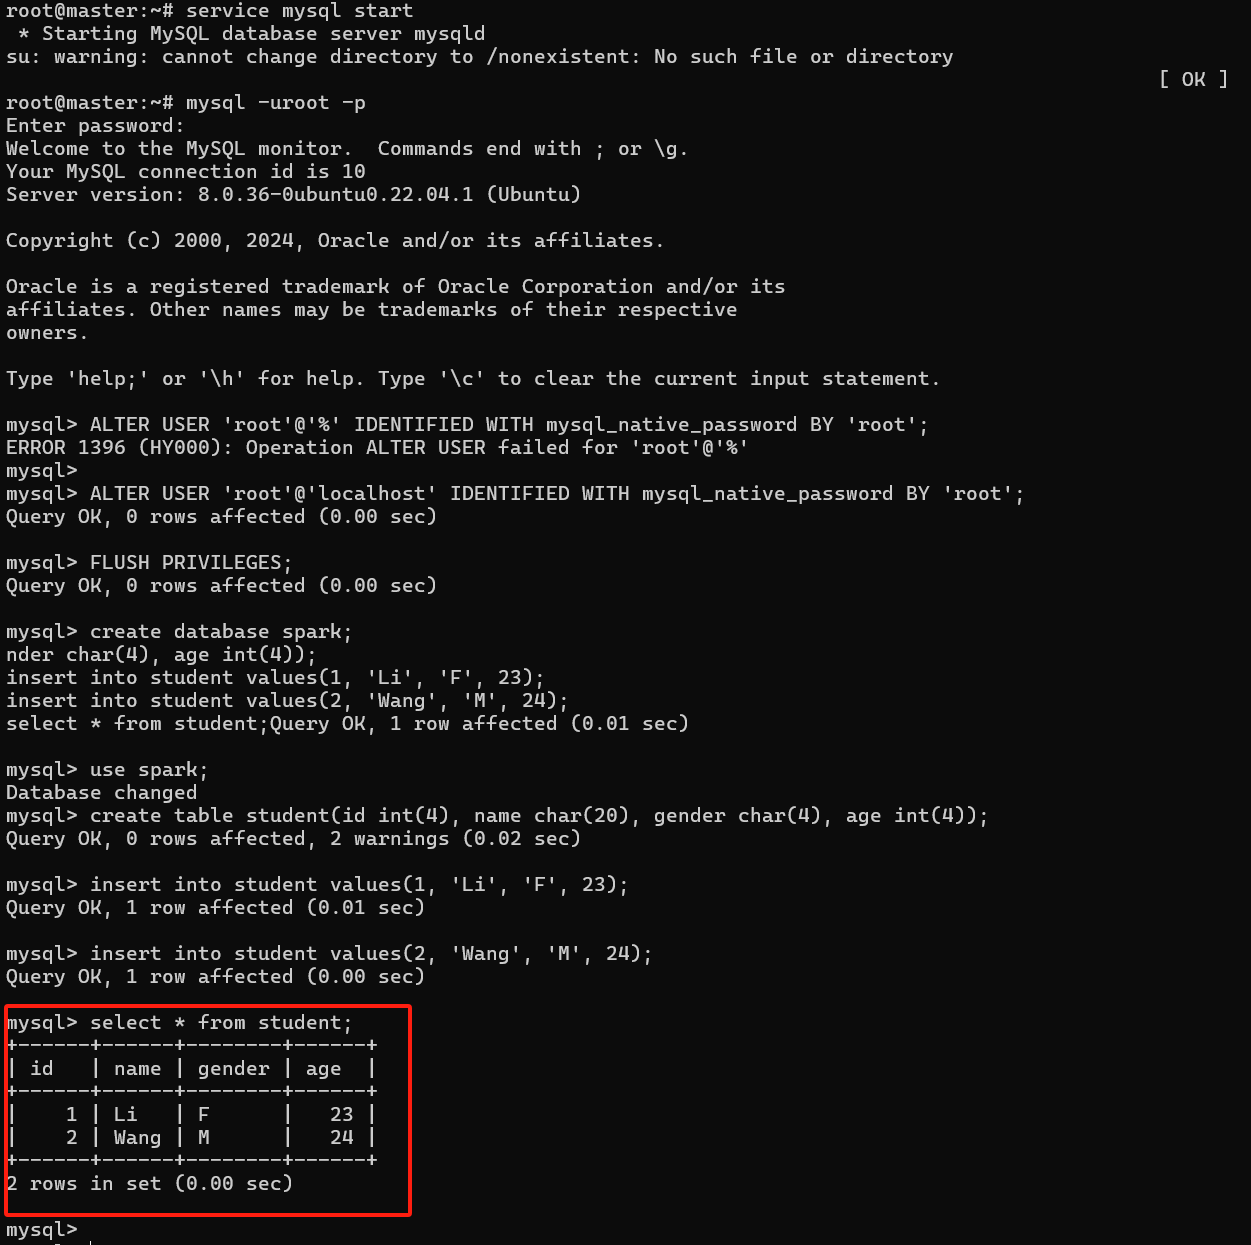 root@master:~# service mysql start
 * Starting MySQL database server mysqld
su: warning: cannot change directory to /nonexistent: No such file or directory
[ OK ]
root@master:~# mysql -uroot -p
Enter password:
Welcome to the MySQL monitor.  Commands end with ; or \g.
Your MySQL connection id is 10
Server version: 8.0.36-0ubuntu0.22.04.1 (Ubuntu)

Copyright (c) 2000, 2024, Oracle and/or its affiliates.

Oracle is a registered trademark of Oracle Corporation and/or its
affiliates. Other names may be trademarks of their respective
owners.

Type 'help;' or '\h' for help. Type '\c' to clear the current input statement.

mysql> ALTER USER 'root'@'%' IDENTIFIED WITH mysql_native_password BY 'root';
ERROR 1396 (HY000): Operation ALTER USER failed for 'root'@'%'
mysql>
mysql> ALTER USER 'root'@'localhost' IDENTIFIED WITH mysql_native_password BY 'root';
Query OK, 0 rows affected (0.00 sec)

mysql> FLUSH PRIVILEGES;
Query OK, 0 rows affected (0.00 sec)

mysql> create database spark;
nder char(4), age int(4));
insert into student values(1, 'Li', 'F', 23);
insert into student values(2, 'Wang', 'M', 24);
select * from student;Query OK, 1 row affected (0.01 sec)

mysql> use spark;
Database changed
mysql> create table student(id int(4), name char(20), gender char(4), age int(4));
Query OK, 0 rows affected, 2 warnings (0.02 sec)

mysql> insert into student values(1, 'Li', 'F', 23);
Query OK, 1 row affected (0.01 sec)

mysql> insert into student values(2, 'Wang', 'M', 24);
Query OK, 1 row affected (0.00 sec)

mysql> select * from student;
+------+------+--------+------+
| id   | name | gender | age  |
+------+------+--------+------+
|    1 | Li   | F      |   23 |
|    2 | Wang | M      |   24 |
+------+------+--------+------+
2 rows in set (0.00 sec)

mysql>